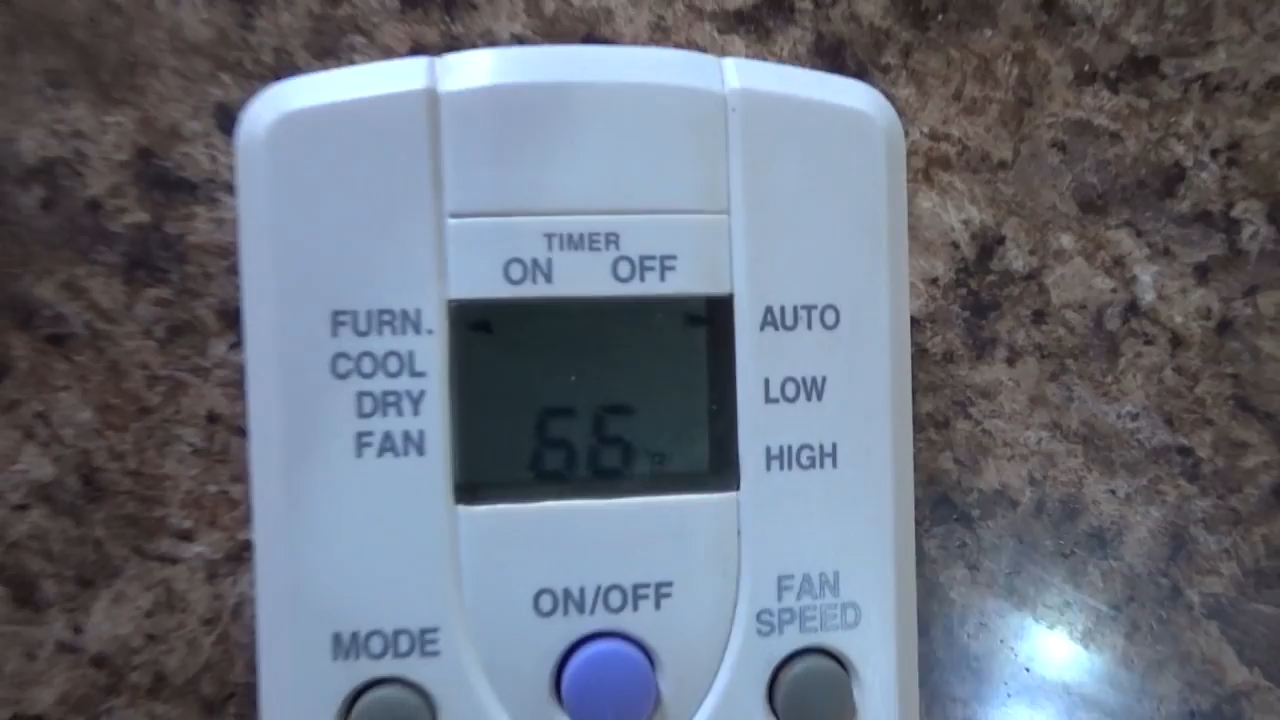 TIMER
ON OFF
FURN.
COOL
DRY
FAN
AUTO
LOW
HIGH
66
ON/OFF
MODE
FAN
SPEED